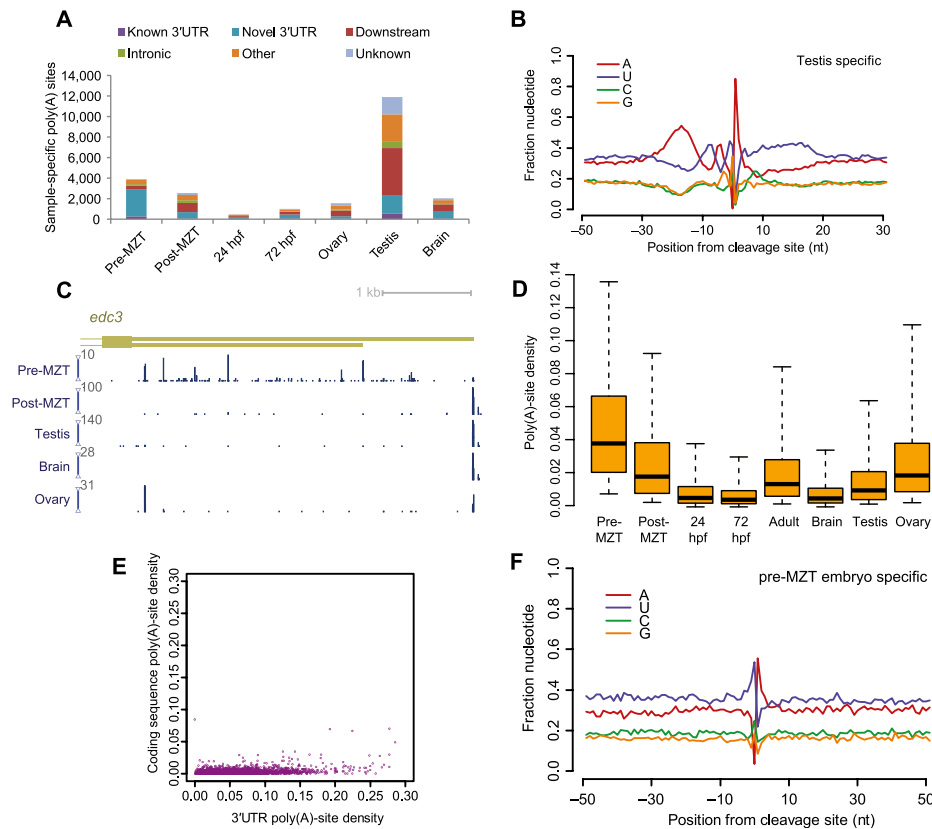 A
Known 3′UTR
Novel 3′UTR
Downstream
Intronic
Other
Unknown
Sample-specific poly(A) sites
14,000
12,000
10,000
8,000
6,000
4,000
2,000
0
Pre-MZT
Post-MZT
24 hpf
72 hpf
Ovary
Testis
Brain
B
Testis specific
A
U
C
G
Fraction nucleotide
1.0
0.8
0.6
0.4
0.2
0.0
−30
−20
−10
0
10
20
30
Position from cleavage site (nt)
C
1 kb
edc3
10
Pre-MZT
100
Post-MZT
140
Testis
28
Brain
31
Ovary
D
Poly(A)-site density
0.14
0.12
0.10
0.08
0.06
0.04
0.02
0.00
Pre-
MZT
Post-
MZT
24
hpf
72
hpf
Adult
Brain
Testis
Ovary
E
Coding sequence poly(A)-site density
0.30
0.25
0.20
0.15
0.10
0.05
0.00
0.00
0.05
0.10
0.15
0.20
0.25
0.30
3′UTR poly(A)-site density
F
pre-MZT embryo specific
A
U
C
G
Fraction nucleotide
1.0
0.8
0.6
0.4
0.2
0.0
−50
−30
−10
0
10
30
50
Position from cleavage site (nt)